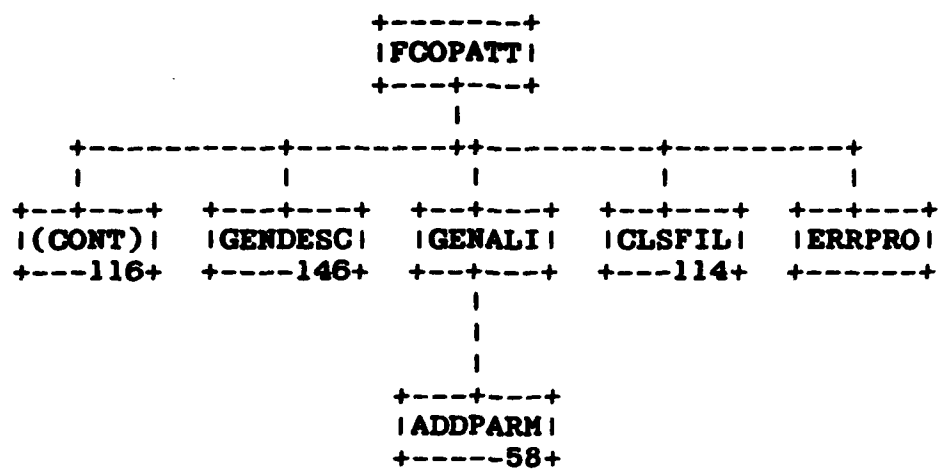 FCOPATT
(CONT) GENDESC GENALI CLSFIL ERRPRO
116 146 114
ADDPARM
58